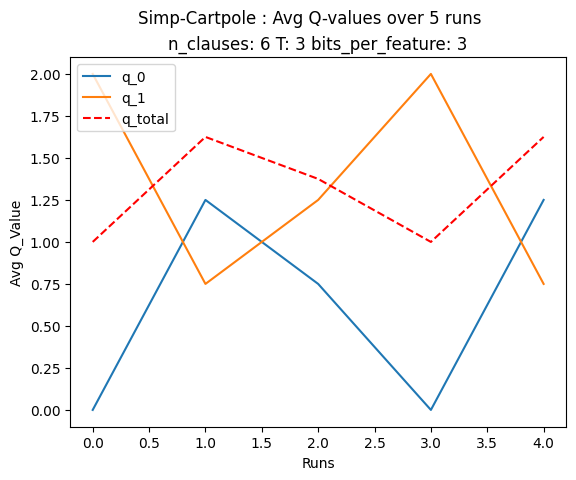 Simp-Cartpole : Avg Q-values over 5 runs
n_clauses: 6 T: 3 bits_per_feature: 3
q_0
q_1
q_total
Avg Q_Value
2.00
1.75
1.50
1.25
1.00
0.75
0.50
0.25
0.00
0.0 0.5 1.0 1.5 2.0 2.5 3.0 3.5 4.0
Runs